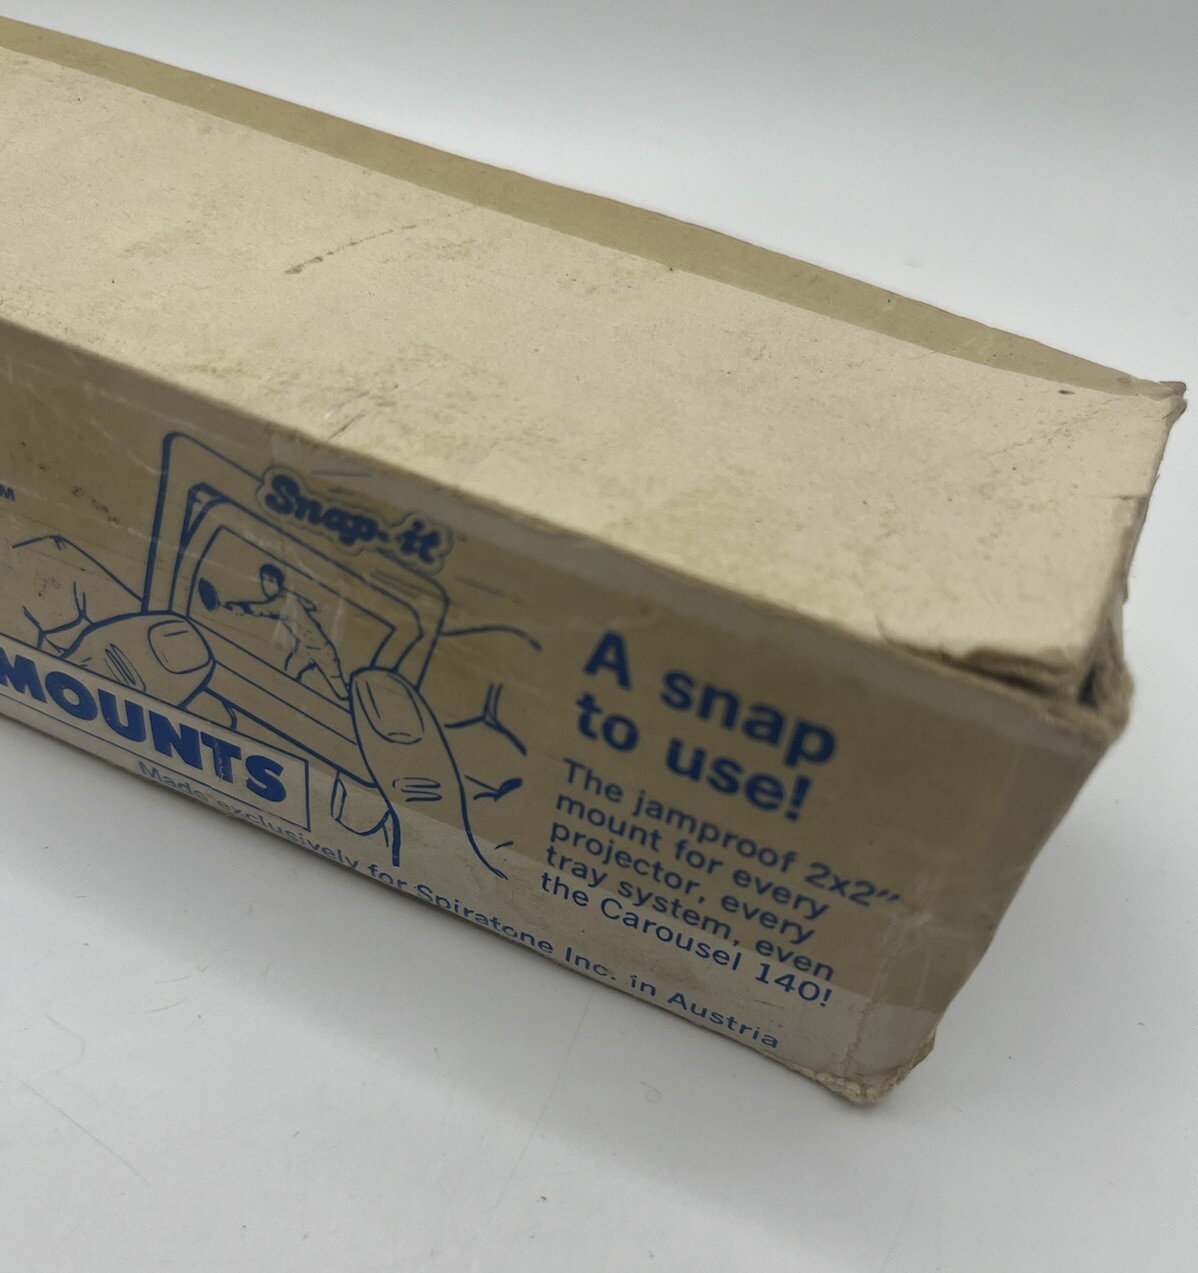 M
Snap-it
MOUNTS
Made exclusively for Spiratone Inc. in Austria
A snap
to use!
The jamproof 2x2″
mount for every
projector, every
tray system, even
the Carousel 140!